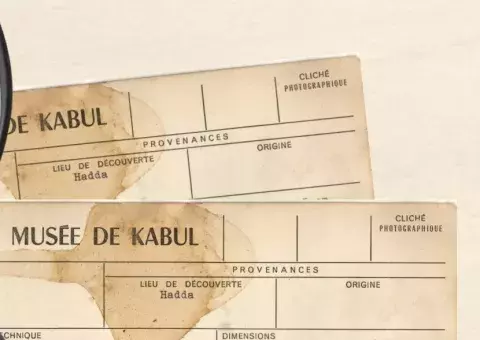 CLICHÉ
PHOTOGRAPHIQUE
DE KABUL
PROVENANCES
LIEU DE DÉCOUVERTE
ORIGINE
Hadda
CLICHÉ
PHOTOGRAPHIQUE
MUSÉE DE KABUL
PROVENANCES
LIEU DE DÉCOUVERTE
ORIGINE
Hadda
TECHNIQUE
DIMENSIONS